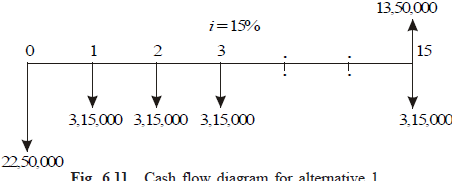 13,50,000
i=15%
0 1 2 3 : : 15
3,15,000 3,15,000 3,15,000 3,15,000
22,50,000
Fig. 6.11 Cash flow diagram for alternative 1